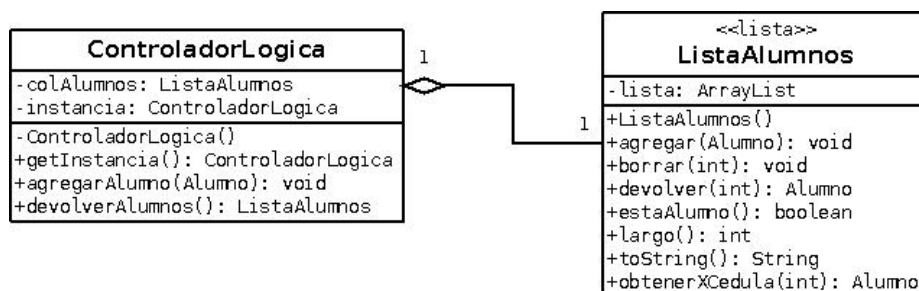 ControladorLogica
-colAlumnos: ListaAlumnos
-instancia: ControladorLogica
-ControladorLogica()
+getInstancia(): ControladorLogica
+agregarAlumno(Alumno): void
+devolverAlumnos(): ListaAlumnos
1
1
<<lista>>
ListaAlumnos
-lista: ArrayList
+ListaAlumnos()
+agregar(Alumno): void
+borrar(int): void
+devolver(int): Alumno
+estaAlumno(): boolean
+largo(): int
+toString(): String
+obtenerXCedula(int): Alumno